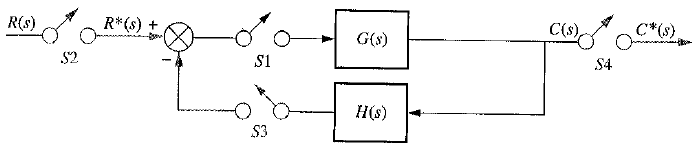 R(s)
R*(s)
+
-
S2
S1
G(s)
C(s)
C*(s)
S4
S3
H(s)